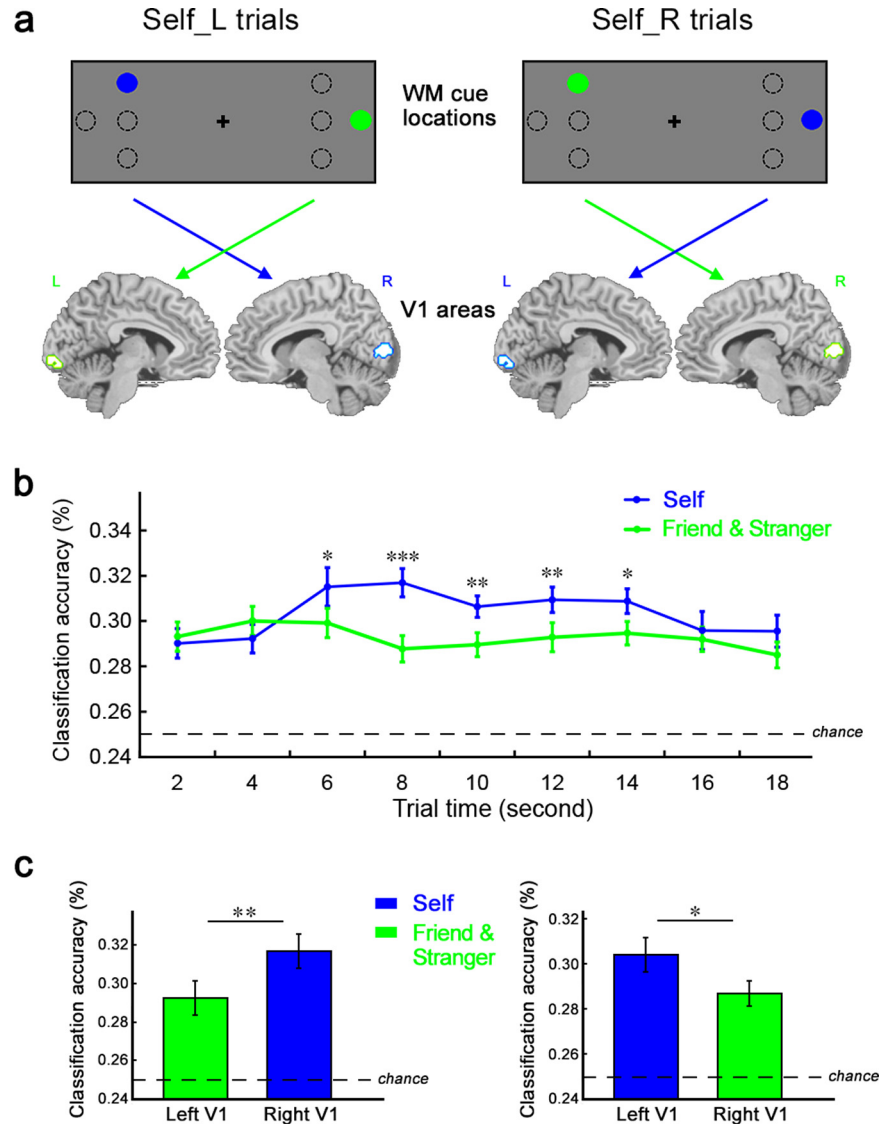 a
Self_L trials
Self_R trials
WM cue
locations
L
R
V1 areas
L
R
b
Classification accuracy (%)
0.34
0.32
0.30
0.28
0.26
0.24
Self
Friend & Stranger
*
***
**
**
*
chance
2 4 6 8 10 12 14 16 18
Trial time (second)
c
Classification accuracy (%)
0.32
0.30
0.28
0.26
0.24
**
chance
Left V1 Right V1
Self
Friend &
Stranger
Classification accuracy (%)
0.32
0.30
0.28
0.26
0.24
*
chance
Left V1 Right V1